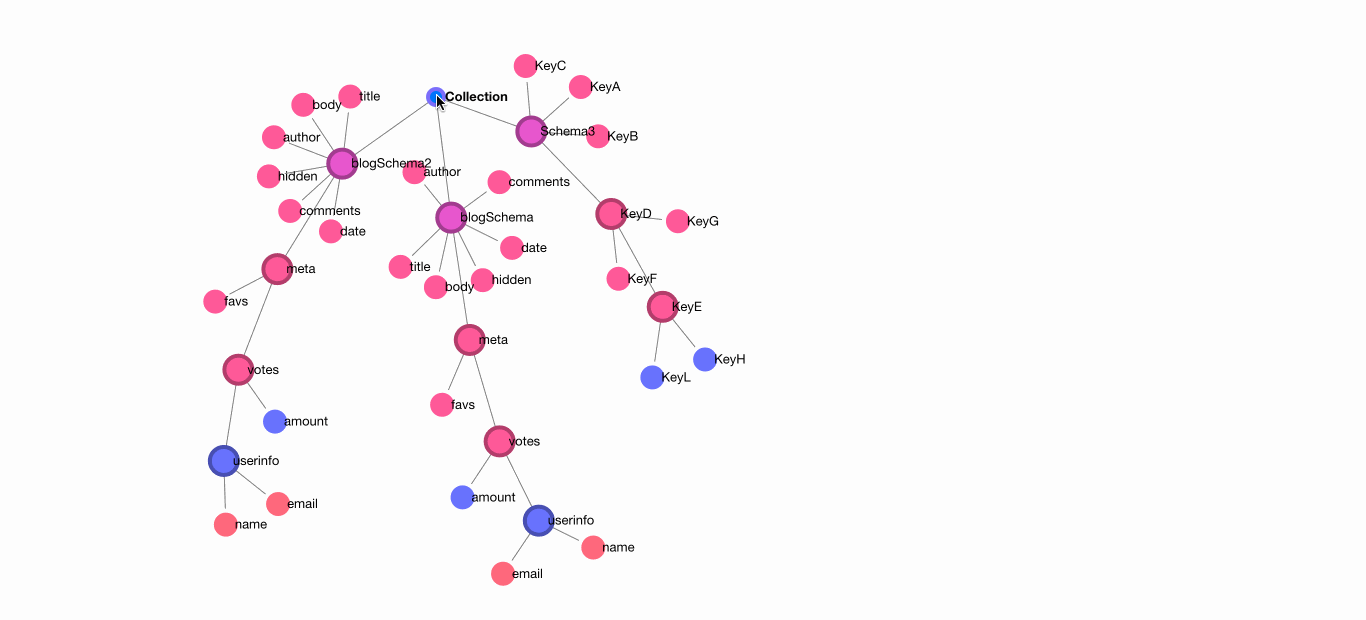 KeyC
KeyA
title
Collection
body
author
Schema3
KeyB
blogSchema2
author
hidden
comments
comments
KeyD
blogSchema
KeyG
date
date
title
meta
hidden
KeyF
body
favs
KeyE
meta
KeyH
votes
KeyL
favs
amount
votes
userinfo
amount
email
userinfo
name
name
email